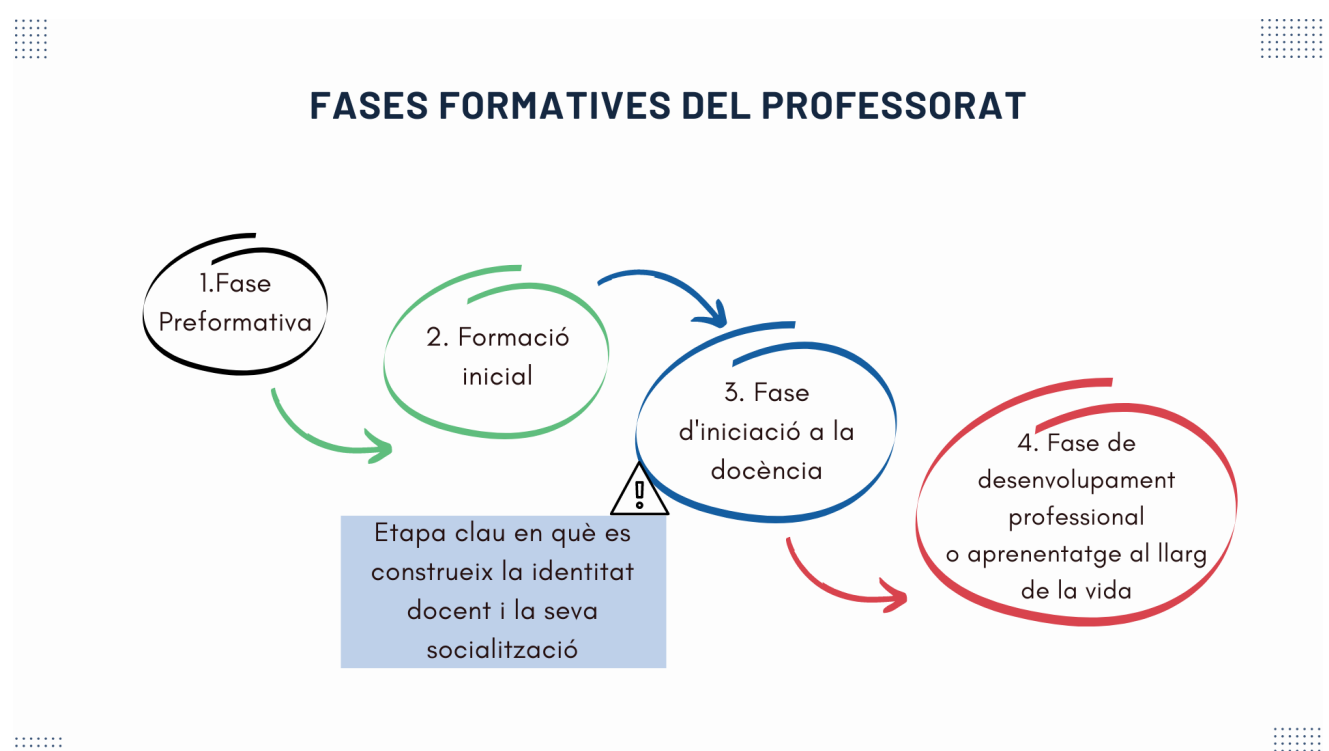 FASES FORMATIVES DEL PROFESSORAT
1.Fase
Preformativa
2. Formació
inicial
3. Fase
d'iniciació a la
docència
4. Fase de
desenvolupament
professional
o aprenentatge al llarg
de la vida
Etapa clau en què es
construeix la identitat
docent i la seva
socialització